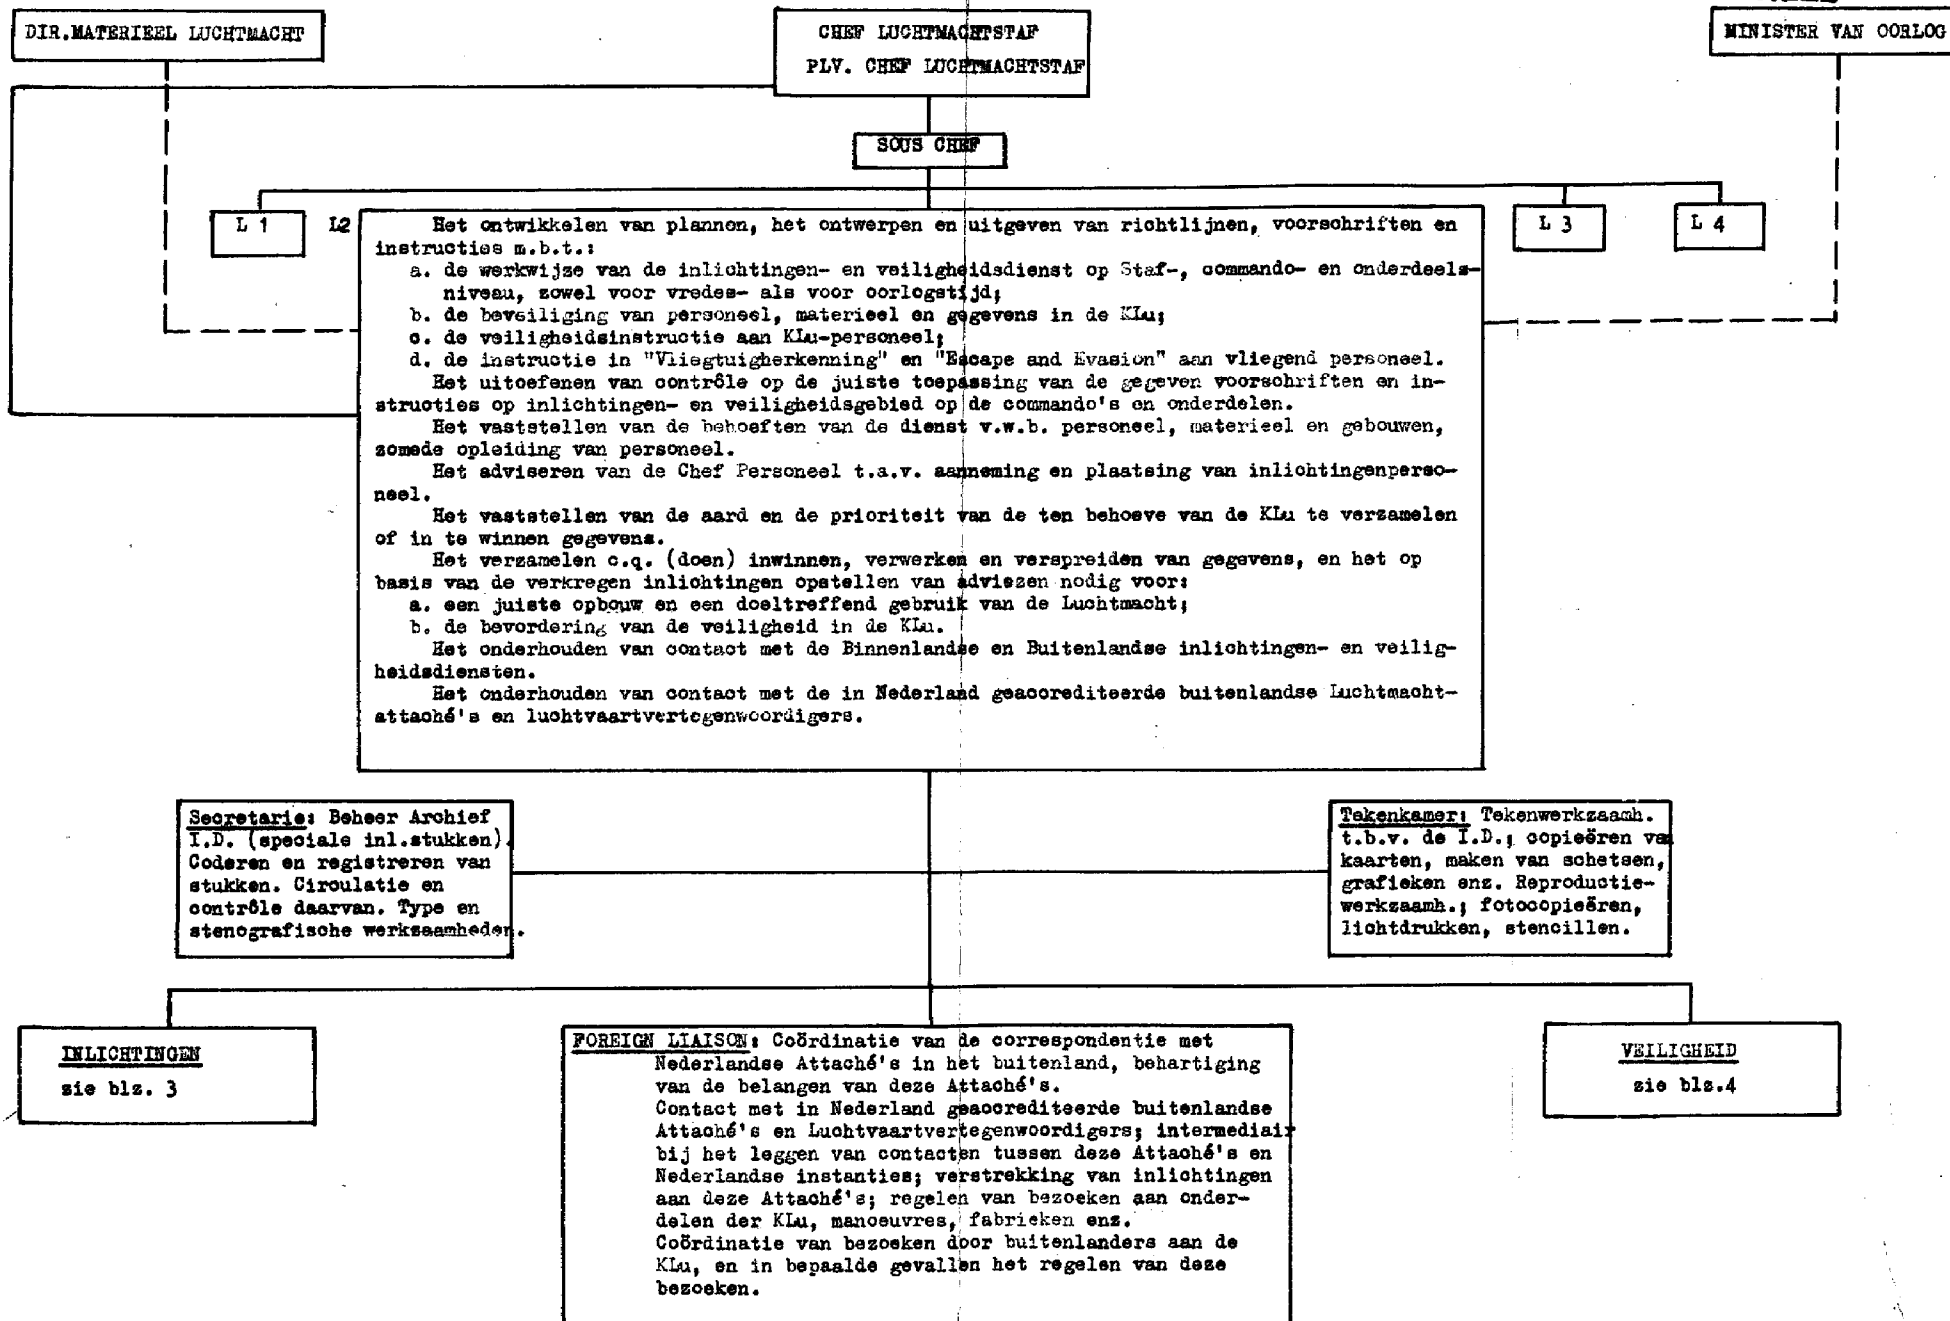 DIR.MATERIEEL LUCHTMACHT
CHEF LUCHTMACHTSTAF
PLV. CHEF LUCHTMACHTSTAF
MINISTER VAN OORLOG
SOUS CHEF
L 1
L2
L 3
L 4
Het ontwikkelen van plannen, het ontwerpen en uitgeven van richtlijnen, voorschriften en
instructies m.b.t.:
a. de werkwijze van de inlichtingen- en veiligheidsdienst op Staf-, commando- en onderdeels-
niveau, zowel voor vredes- als voor oorlogstijd;
b. de beveiliging van personeel, materieel en gegevens in de KLu;
c. de veiligheidsinstructie aan KLu-personeel;
d. de instructie in "Vliegtuigherkenning" en "Escape and Evasion" aan vliegend personeel.
Het uitoefenen van contrôle op de juiste toepassing van de gegeven voorschriften en in-
structies op inlichtingen- en veiligheidsgebied op de commando's en onderdelen.
Het vaststellen van de behoeften van de dienst v.w.b. personeel, materieel en gebouwen,
zomede opleiding van personeel.
Het adviseren van de Chef Personeel t.a.v. aanneming en plaatsing van inlichtingenperso-
neel.
Het vaststellen van de aard en de prioriteit van de ten behoeve van de KLu te verzamelen
of in te winnen gegevens.
Het verzamelen c.q. (doen) inwinnen, verwerken en verspreiden van gegevens, en het op
basis van de verkregen inlichtingen opstellen van adviezen nodig voor:
a. een juiste opbouw en een doeltreffend gebruik van de Luchtmacht;
b. de bevordering van de veiligheid in de KLu.
Het onderhouden van contact met de Binnenlandse en Buitenlandse inlichtingen- en veilig-
heidsdiensten.
Het onderhouden van contact met de in Nederland geaccrediteerde buitenlandse Luchtmacht-
attaché's en luchtvaartvertegenwoordigers.
Secretarie: Beheer Archief
I.D. (speciale inl.stukken).
Coderen en registreren van
stukken. Circulatie en
contrôle daarvan. Type en
stenografische werkzaamheden.
Tekenkamer: Tekenwerkzaamh.
t.b.v. de I.D.; copieëren van
kaarten, maken van schetsen,
grafieken enz. Reproductie-
werkzaamh.; fotocopieëren,
lichtdrukken, stencillen.
INLICHTINGEN
zie blz. 3
FOREIGN LIAISON: Coördinatie van de correspondentie met
Nederlandse Attaché's in het buitenland, behartiging
van de belangen van deze Attaché's.
Contact met in Nederland geaccrediteerde buitenlandse
Attaché's en Luchtvaartvertegenwoordigers; intermediair
bij het leggen van contacten tussen deze Attaché's en
Nederlandse instanties; verstrekking van inlichtingen
aan deze Attaché's; regelen van bezoeken aan onder-
delen der KLu, manoeuvres, fabrieken enz.
Coördinatie van bezoeken door buitenlanders aan de
KLu, en in bepaalde gevallen het regelen van deze
bezoeken.
VEILIGHEID
zie blz.4